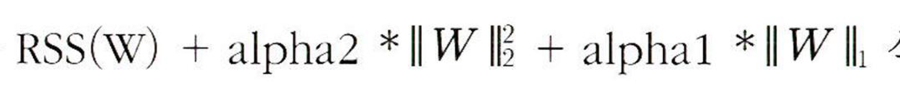 RSS(W) + alpha2 *‖W‖₂² + alpha1 *‖W‖₁